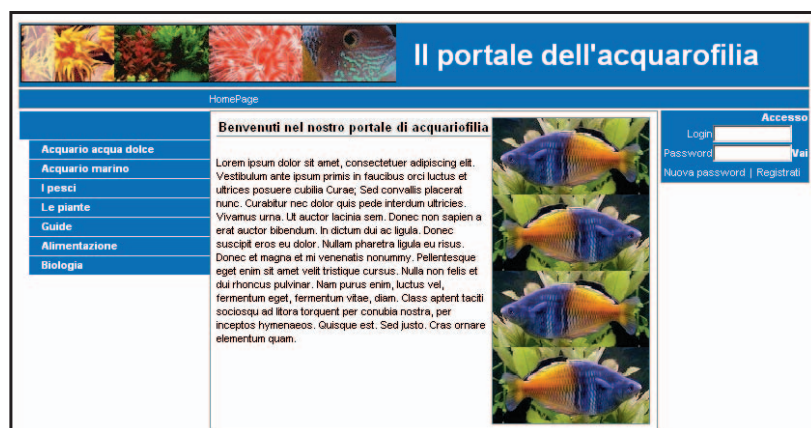 Il portale dell'acquarofilia
HomePage
Acquario acqua dolce
Acquario marino
I pesci
Le piante
Guide
Alimentazione
Biologia
Benvenuti nel nostro portale di acquariofilia
Lorem ipsum dolor sit amet, consectetuer adipiscing elit.
Vestibulum ante ipsum primis in faucibus orci luctus et
ultrices posuere cubilia Curae; Sed convallis placerat
nunc. Curabitur nec dolor quis pede interdum ultricies.
Vivamus urna. Ut auctor lacinia sem. Donec non sapien a
erat auctor bibendum. In dictum dui ac ligula. Donec
suscipit eros eu dolor. Nullam pharetra ligula eu risus.
Donec et magna et mi venenatis nonummy. Pellentesque
eget enim sit amet velit tristique cursus. Nulla non felis et
dui rhoncus pulvinar. Nam purus enim, luctus vel,
fermentum eget, fermentum vitae, diam. Class aptent taciti
sociosqu ad litora torquent per conubia nostra, per
inceptos hymenaeos. Quisque est. Sed justo. Cras ornare
elementum quam.
Accesso
Login
Password Vai
Nuova password | Registrati